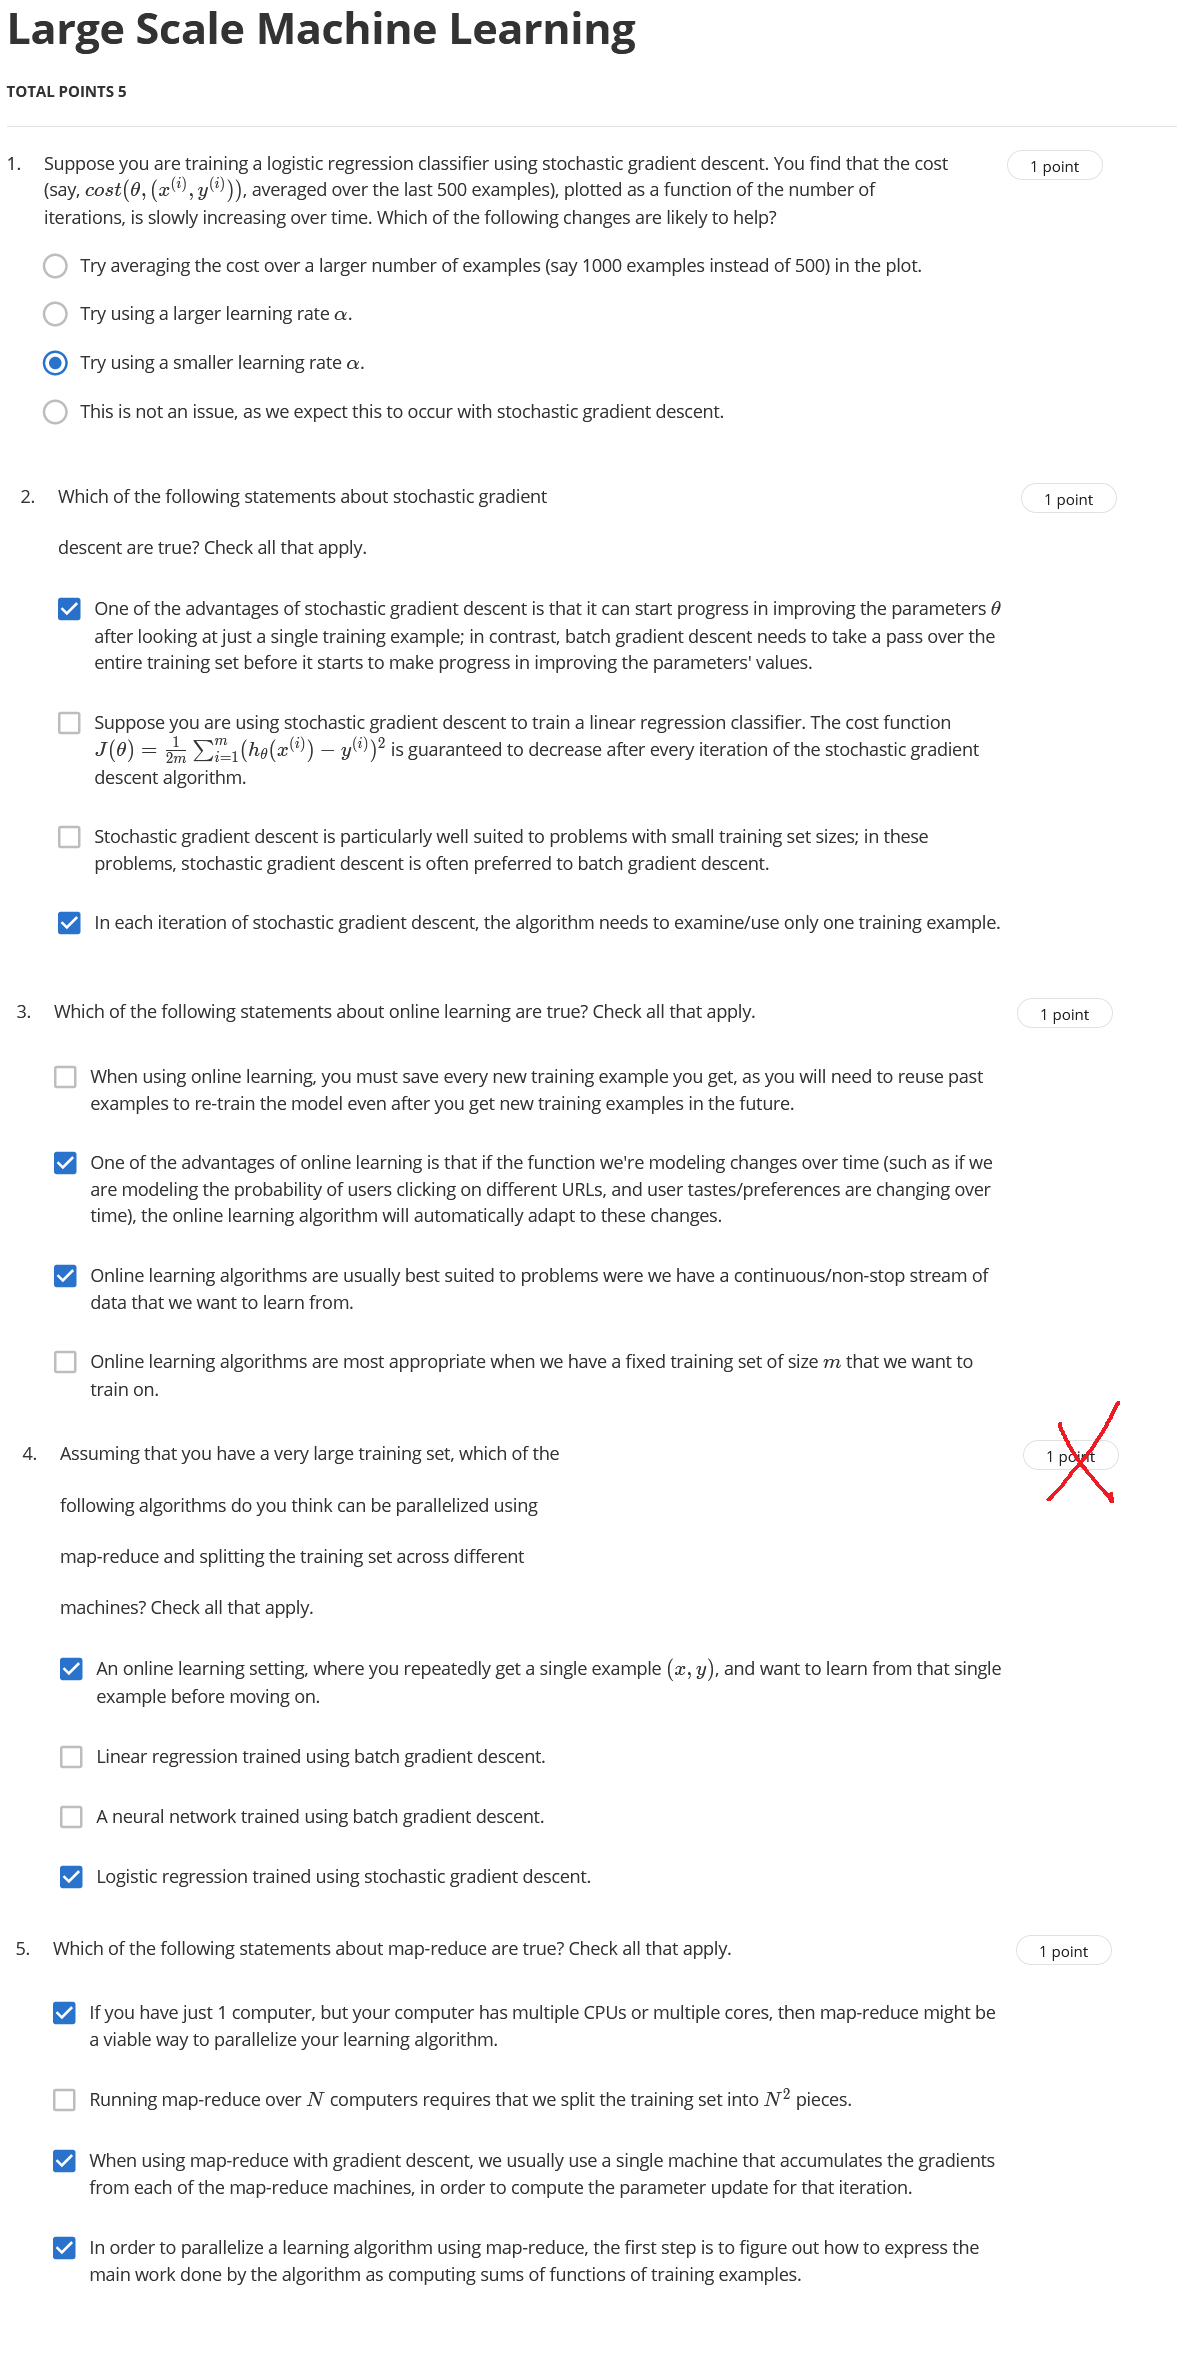 Large Scale Machine Learning
TOTAL POINTS 5
1. Suppose you are training a logistic regression classifier using stochastic gradient descent. You find that the cost
1 point
(say, cost(θ, (x^(i), y^(i))), averaged over the last 500 examples), plotted as a function of the number of
iterations, is slowly increasing over time. Which of the following changes are likely to help?
Try averaging the cost over a larger number of examples (say 1000 examples instead of 500) in the plot.
Try using a larger learning rate α.
Try using a smaller learning rate α.
This is not an issue, as we expect this to occur with stochastic gradient descent.
2. Which of the following statements about stochastic gradient
1 point
descent are true? Check all that apply.
One of the advantages of stochastic gradient descent is that it can start progress in improving the parameters θ
after looking at just a single training example; in contrast, batch gradient descent needs to take a pass over the
entire training set before it starts to make progress in improving the parameters' values.
Suppose you are using stochastic gradient descent to train a linear regression classifier. The cost function
J(θ) = 1/2m ∑_{i=1}^m (h_θ(x^(i)) − y^(i))² is guaranteed to decrease after every iteration of the stochastic gradient
descent algorithm.
Stochastic gradient descent is particularly well suited to problems with small training set sizes; in these
problems, stochastic gradient descent is often preferred to batch gradient descent.
In each iteration of stochastic gradient descent, the algorithm needs to examine/use only one training example.
3. Which of the following statements about online learning are true? Check all that apply.
1 point
When using online learning, you must save every new training example you get, as you will need to reuse past
examples to re-train the model even after you get new training examples in the future.
One of the advantages of online learning is that if the function we're modeling changes over time (such as if we
are modeling the probability of users clicking on different URLs, and user tastes/preferences are changing over
time), the online learning algorithm will automatically adapt to these changes.
Online learning algorithms are usually best suited to problems were we have a continuous/non-stop stream of
data that we want to learn from.
Online learning algorithms are most appropriate when we have a fixed training set of size m that we want to
train on.
4. Assuming that you have a very large training set, which of the
1 point
following algorithms do you think can be parallelized using
map-reduce and splitting the training set across different
machines? Check all that apply.
An online learning setting, where you repeatedly get a single example (x, y), and want to learn from that single
example before moving on.
Linear regression trained using batch gradient descent.
A neural network trained using batch gradient descent.
Logistic regression trained using stochastic gradient descent.
5. Which of the following statements about map-reduce are true? Check all that apply.
1 point
If you have just 1 computer, but your computer has multiple CPUs or multiple cores, then map-reduce might be
a viable way to parallelize your learning algorithm.
Running map-reduce over N computers requires that we split the training set into N² pieces.
When using map-reduce with gradient descent, we usually use a single machine that accumulates the gradients
from each of the map-reduce machines, in order to compute the parameter update for that iteration.
In order to parallelize a learning algorithm using map-reduce, the first step is to figure out how to express the
main work done by the algorithm as computing sums of functions of training examples.